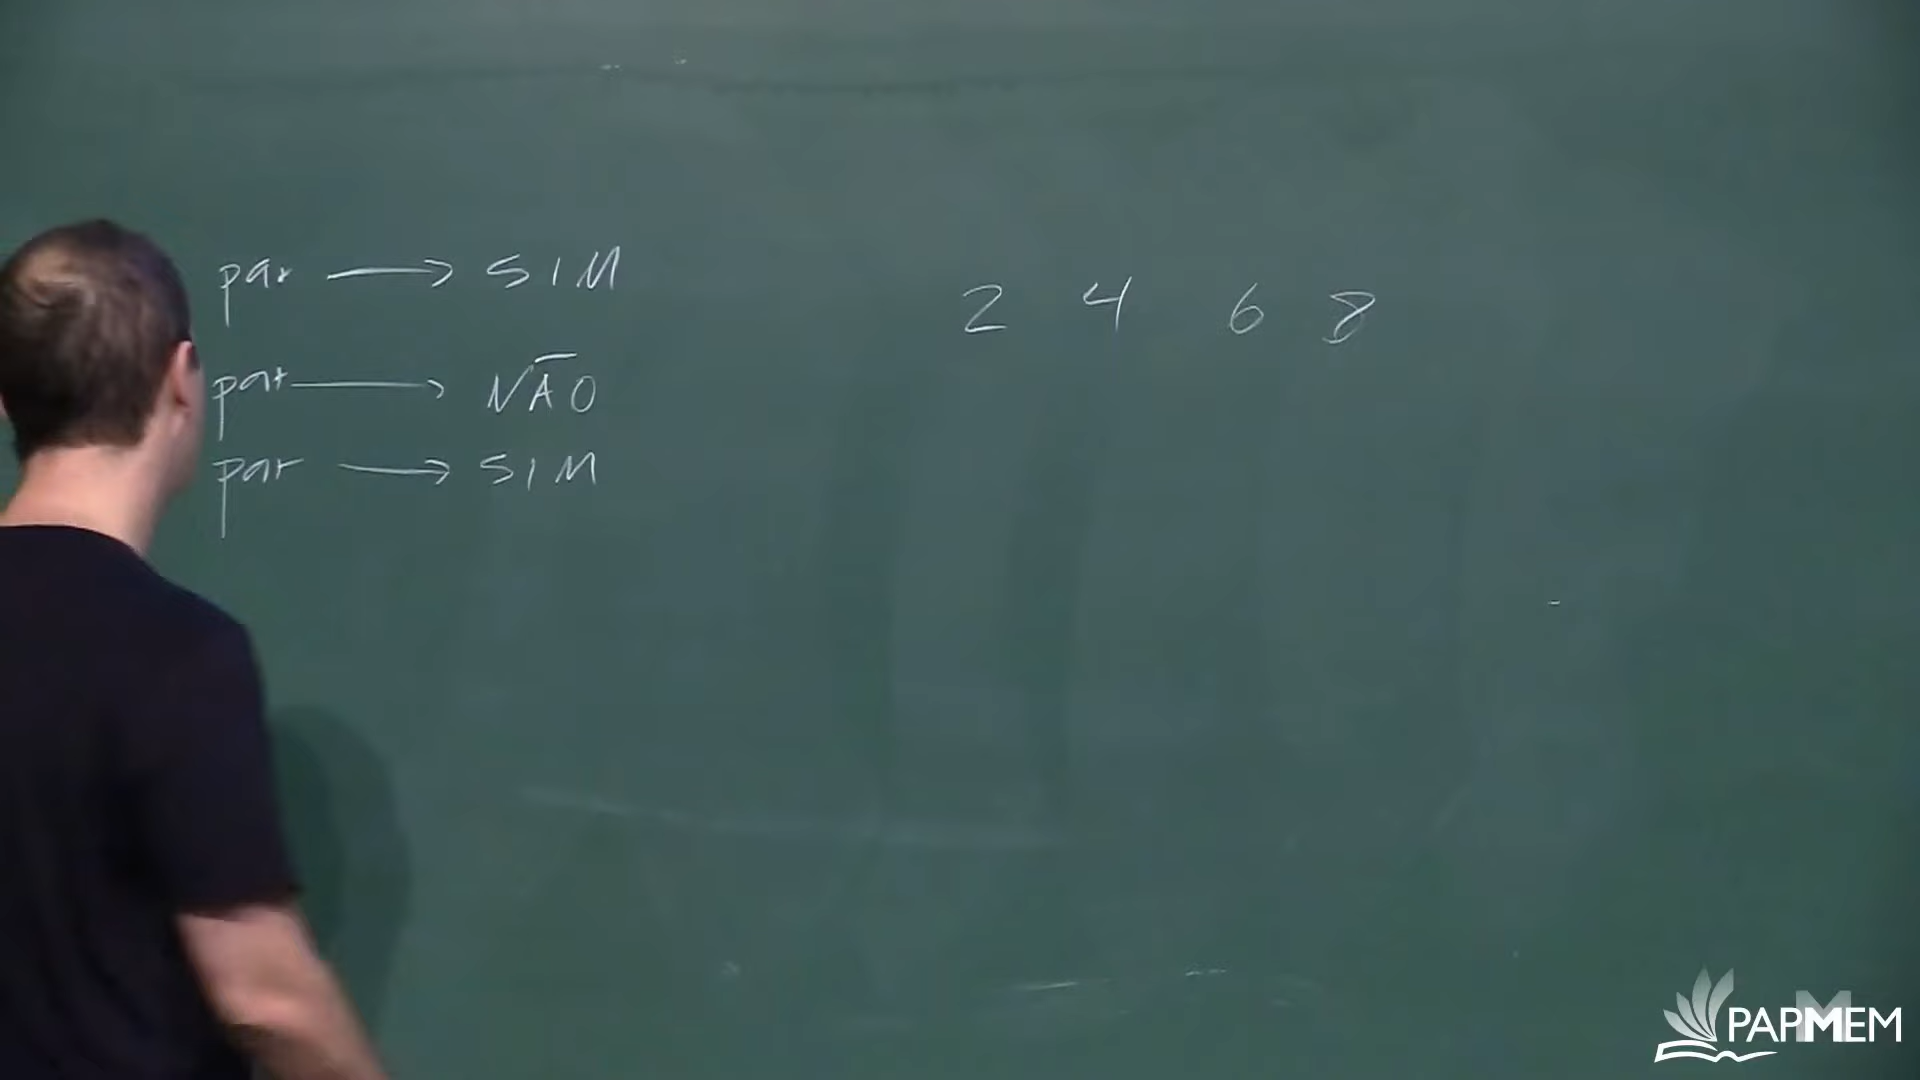 par → SIM
par → NÃO
par → SIM
2 4 6 8
PAPMEM